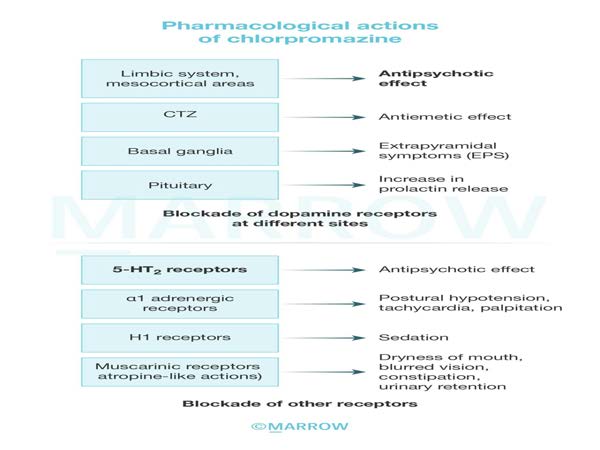 Pharmacological actions
of chlorpromazine
Limbic system,
mesocortical areas
Antipsychotic
effect
CTZ
Antiemetic effect
Basal ganglia
Extrapyramidal
symptoms (EPS)
Pituitary
Increase in
prolactin release
MARROW
Blockade of dopamine receptors
at different sites
5-HT₂ receptors
Antipsychotic effect
α1 adrenergic
receptors
Postural hypotension,
tachycardia, palpitation
H1 receptors
Sedation
Muscarinic receptors
atropine-like actions)
Dryness of mouth,
blurred vision,
constipation,
urinary retention
Blockade of other receptors
©MARROW